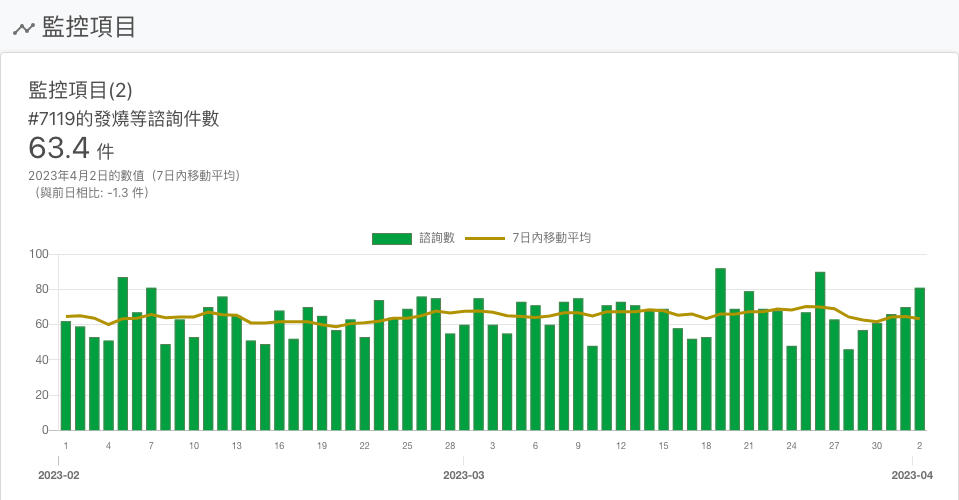 監控項目
監控項目(2)
#7119的發燒等諮詢件數
63.4 件
2023年4月2日的數值（7日內移動平均）
（與前日相比: -1.3 件）
諮詢數 7日內移動平均
100
80
60
40
20
0
1 4 7 10 13 16 19 22 25 28 3 6 9 12 15 18 21 24 27 30 2
2023-02 2023-03 2023-04